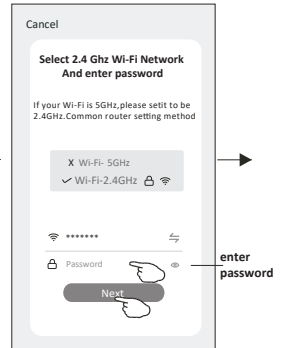 Cancel
Select 2.4 Ghz Wi-Fi Network
And enter password
If your Wi-Fi is 5GHz,please setit to be
2.4GHz.Common router setting method
X Wi-Fi- 5GHz
✓ Wi-Fi-2.4GHz
*******
Password
enter
password
Next